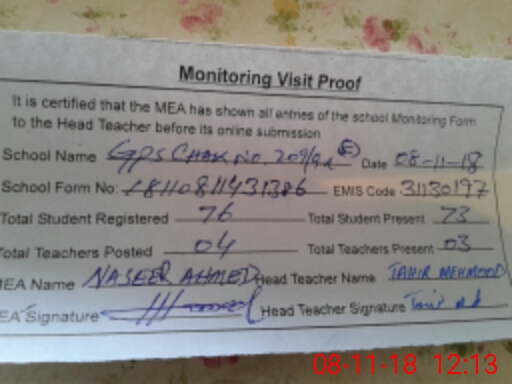 Monitoring Visit Proof
It is certified that the MEA has shown all entries of the school Monitoring Form
to the Head Teacher before its online submission
School Name GPS Chak no. 209/9L (E) Date 08-11-18
School Form No: EMIS Code 31130197
Total Student Registered 76 Total Student Present 73
Total Teachers Posted 04 Total Teachers Present 03
MEA Name NASEER AHMED Head Teacher Name TAHIR MEHMOOD
MEA Signature Head Teacher Signature
08-11-18 12:13